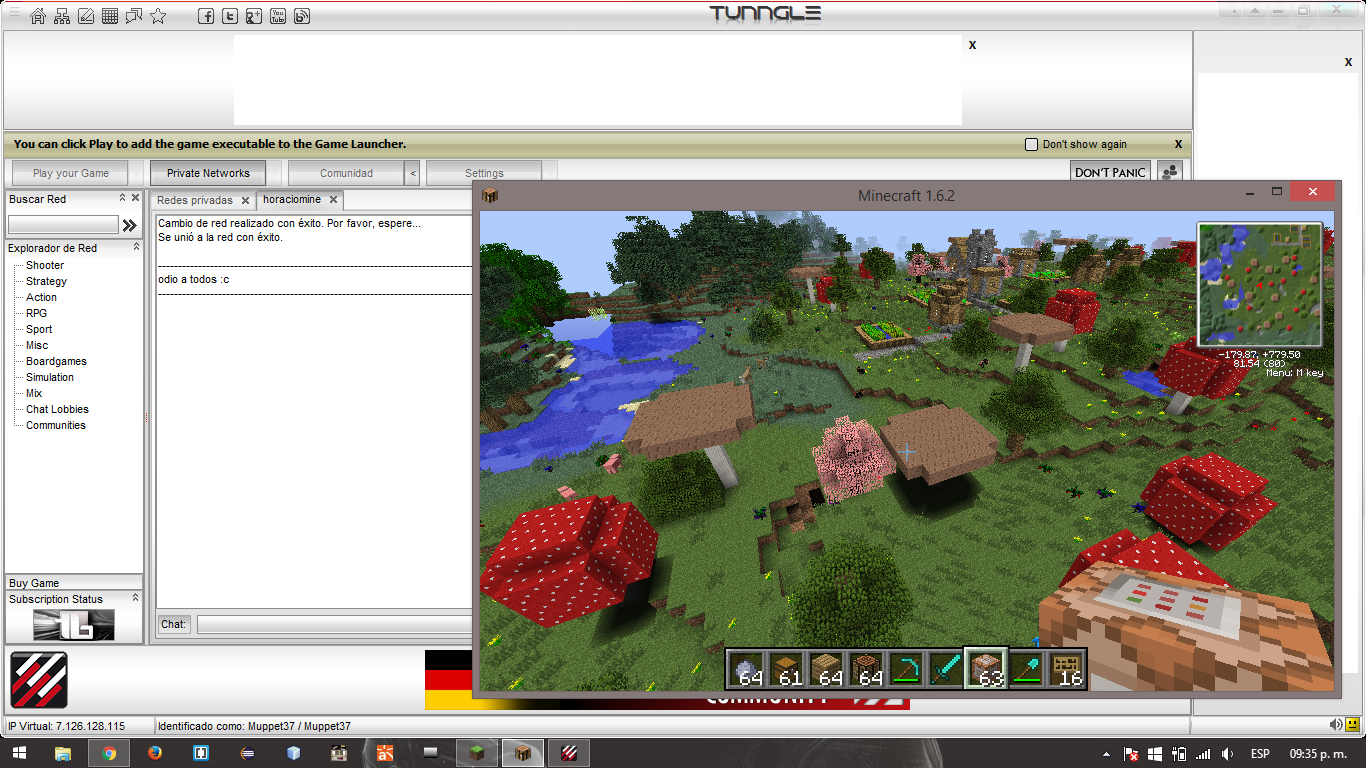 TUNNGLE
X
X
You can click Play to add the game executable to the Game Launcher.
Don't show again
X
Play your Game
Private Networks
Comunidad
<
Settings
DON'T PANIC
Buscar Red
Redes privadas
horaciomine
Cambio de red realizado con éxito. Por favor, espere...
Se unió a la red con éxito.
odio a todos :c
Explorador de Red
Shooter
Strategy
Action
RPG
Sport
Misc
Boardgames
Simulation
Mix
Chat Lobbies
Communities
Buy Game
Subscription Status
Chat:
Minecraft 1.6.2
-179.87, +779.50
81.54 (80)
Menu: M key
64
61
64
64
63
16
COMMUNITY
IP Virtual: 7.126.128.115
Identificado como: Muppet37 / Muppet37
ESP
09:35 p. m.